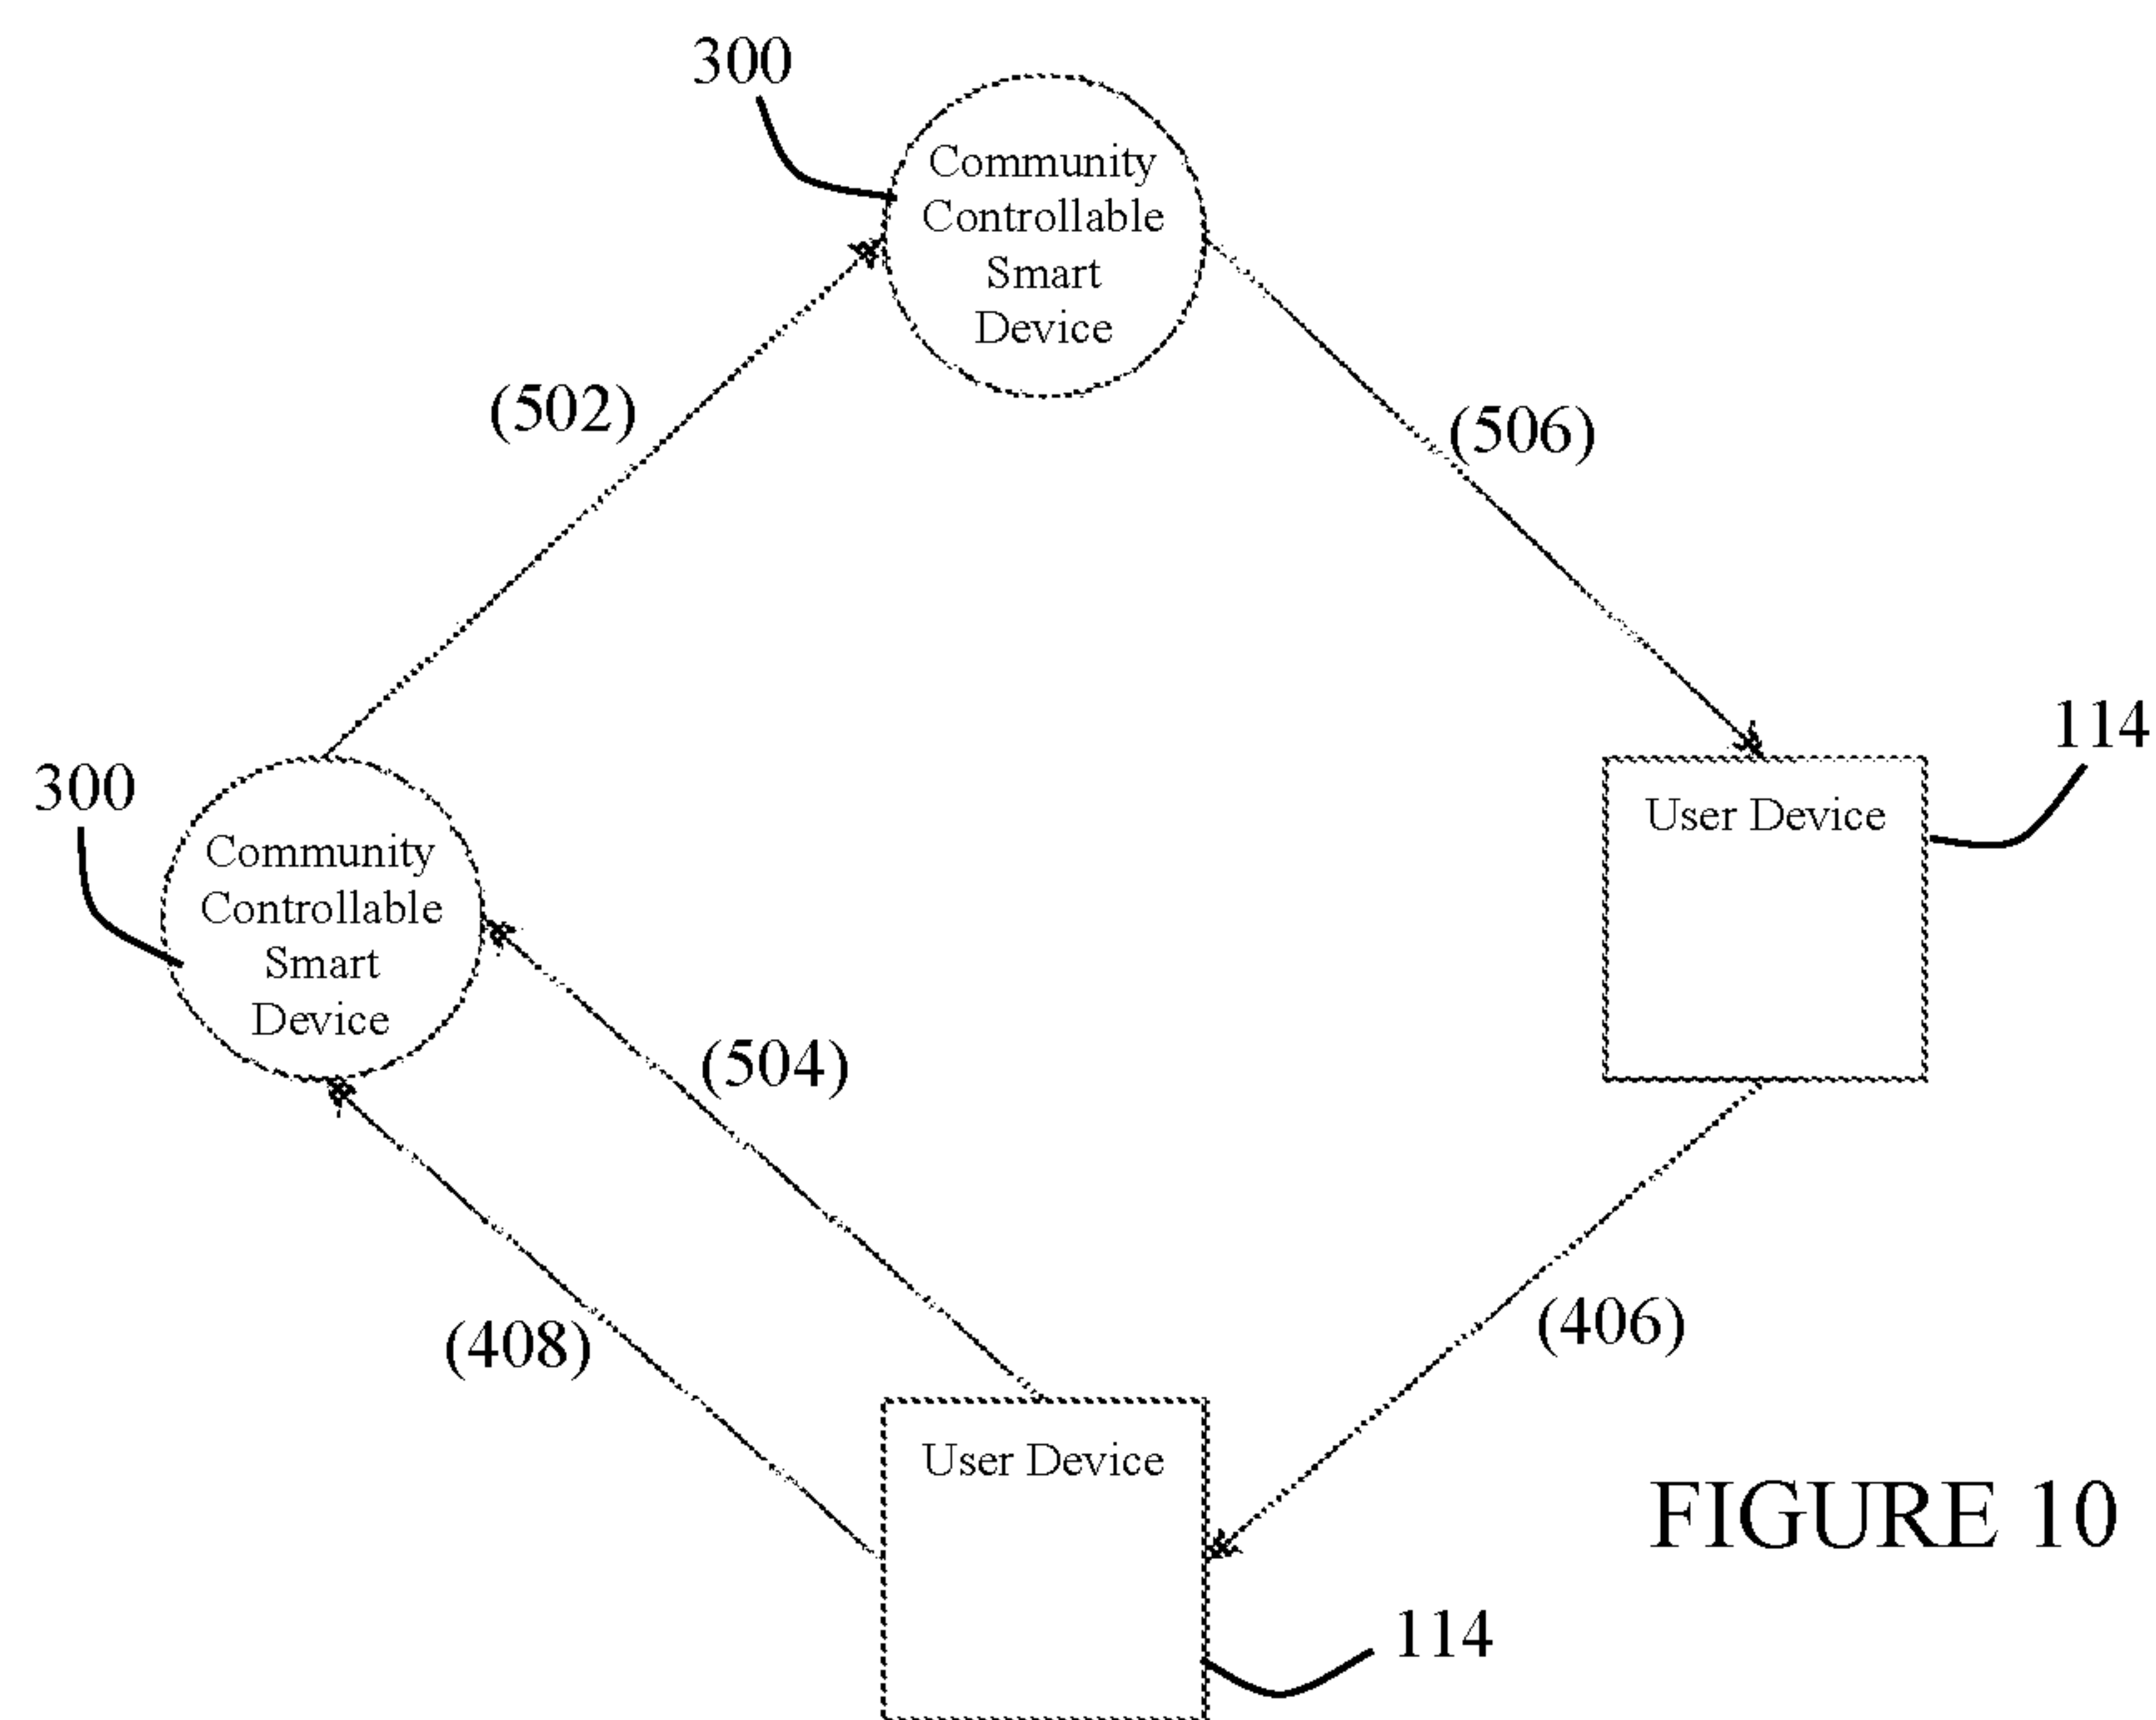 300
Community
Controllable
Smart
Device
(502)
(506)
114
300
User Device
Community
Controllable
Smart
Device
(504)
(408)
(406)
User Device
FIGURE 10
114